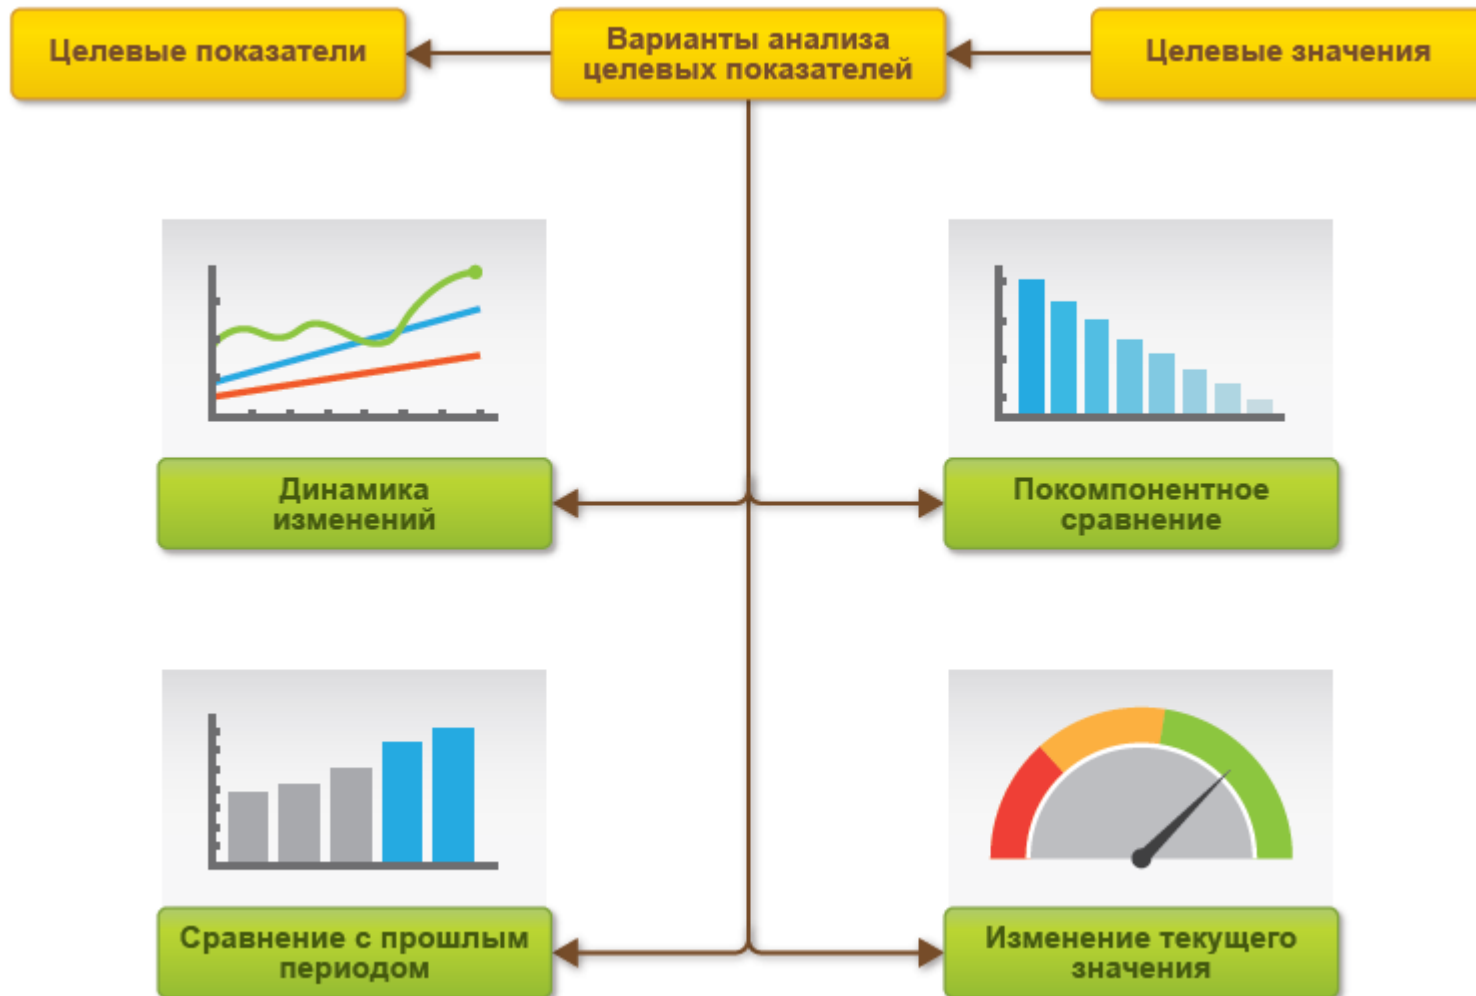 Целевые показатели
Варианты анализа
целевых показателей
Целевые значения
Динамика
изменений
Покомпонентное
сравнение
Сравнение с прошлым
периодом
Изменение текущего
значения